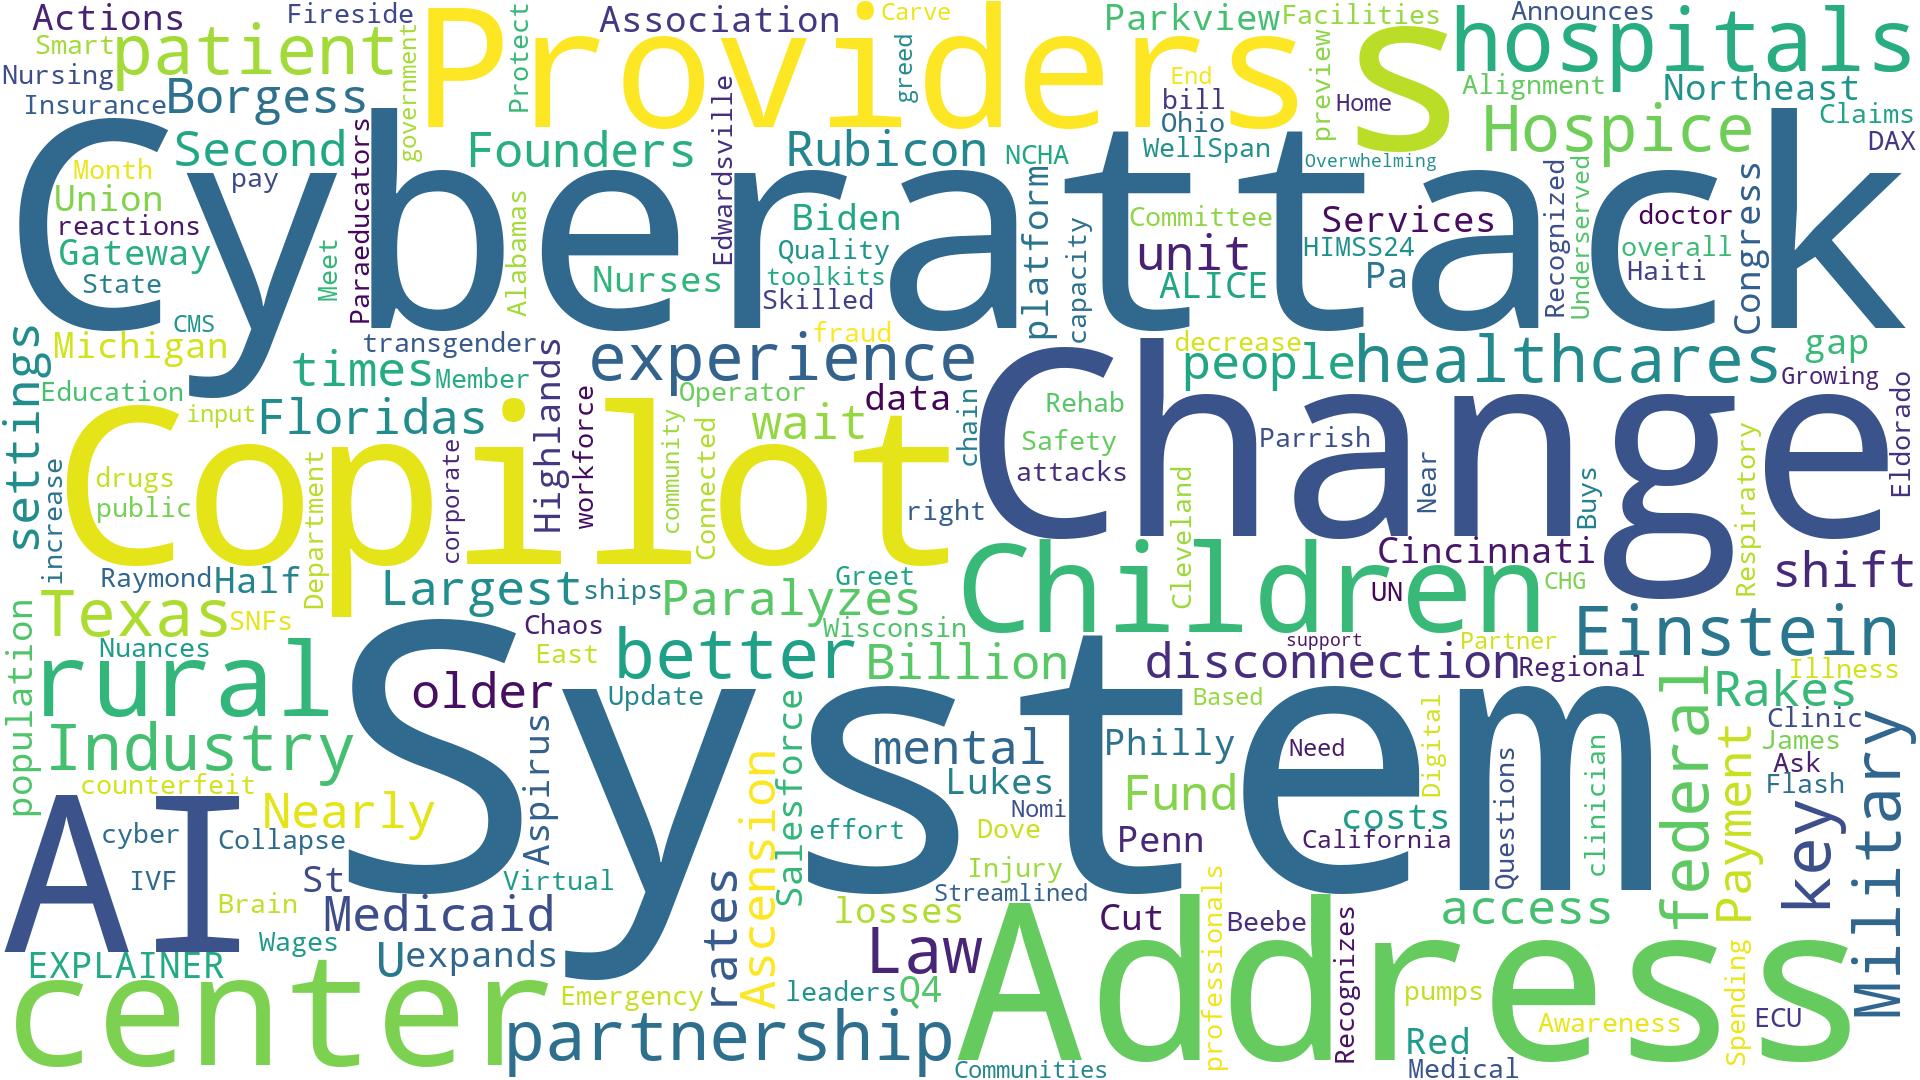 Actions
Fireside
Association
Carve
Parkview
Facilities
Announces
Smart
patient
government
Protect
Providers
greed
s
hospitals
Nursing
Insurance
Borgess
End
preview
Alignment
Northeast
bill
Home
Claims
Ohio
DAX
Second
Founders
Rubicon
NCHA
WellSpan
Overwhelming
Hospice
Month
pay
Paraeducators
Edwardsville
Cyberattack
Union
reactions
Gateway
State
Meet
Alabamas
Nurses
Biden
Quality
toolkits
Skilled
platform
capacity
Committee
unit
ALICE
Services
HIMSS24
Pa
Recognized
Underserved
doctor
overall
Haiti
Congress
CMS
Michigan
transgender
fraud
settings
times
Member
Highlands
experience
decrease
people
healthcares
gap
Growing
Education
input
Floridas
workforce
Operator
wait
data
chain
Rehab
Safety
attacks
Parrish
Change
Eldorado
drugs
public
Copilot
corporate
community
Connected
right
Near
Cleveland
Buys
Respiratory
increase
Department
Raymond
Half
Largest
ships
Paralyzes
Greet
Children
Cincinnati
UN
CHG
shift
Texas
SNFs
Chaos
Wisconsin
support
Partner
Einstein
population
Nuances
rural
East
better
Billion
disconnection
Regional
Illness
older
Update
Based
federal
Rakes
Industry
Aspirus
Salesforce
System
mental
Philly
Need
Digital
Questions
clinician
Clinic
James
Ask
Flash
counterfeit
Lukes
Fund
Payment
Military
AI
Nearly
cyber
Collapse
Ascension
effort
Nomi
Dove
Penn
costs
California
key
IVF
St
Virtual
Injury
Streamlined
Brain
Medicaid
rates
losses
Cut
Beebe
access
Wages
U
expands
Law
professionals
Recognizes
Spending
EXPLAINER
center
Emergency
leaders
Q4
Address
pumps
Awareness
ECU
partnership
Communities
Red
Medical